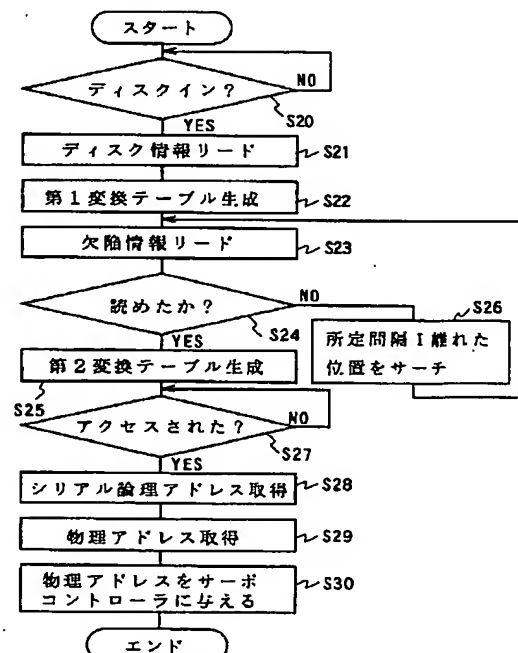 スタート
ディスクイン?
NO
S20
YES
ディスク情報リード
S21
第1変換テーブル生成
S22
欠陥情報リード
S23
読めたか?
NO
S24
YES
S26
所定間隔I離れた
位置をサーチ
第2変換テーブル生成
S25
アクセスされた?
NO
S27
YES
シリアル論理アドレス取得
S28
物理アドレス取得
S29
物理アドレスをサーボ
コントローラに与える
S30
エンド